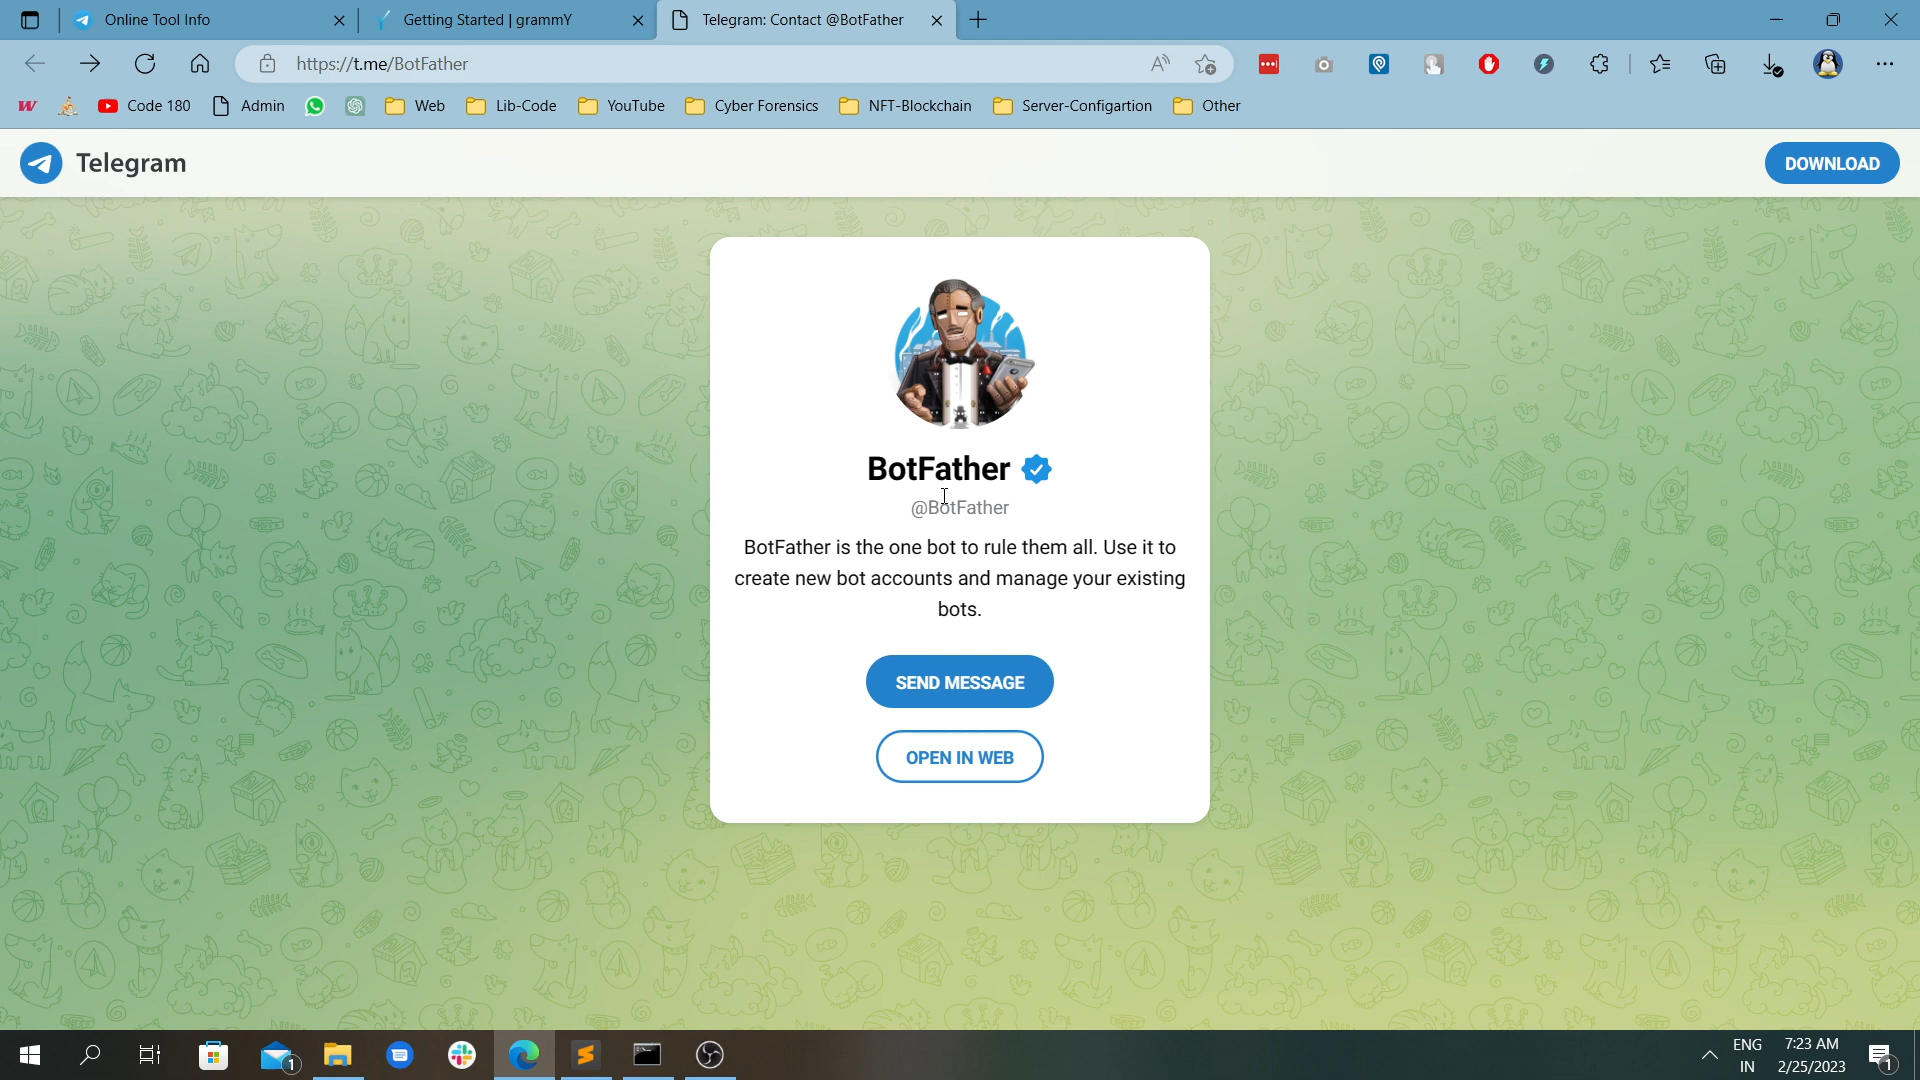 Online Tool Info
Getting Started | grammY
Telegram: Contact @BotFather
https://t.me/BotFather
Code 180
Admin
Web
Lib-Code
YouTube
Cyber Forensics
NFT-Blockchain
Server-Configartion
Other
Telegram
DOWNLOAD
BotFather
@BotFather
BotFather is the one bot to rule them all. Use it to
create new bot accounts and manage your existing
bots.
SEND MESSAGE
OPEN IN WEB
1
ENG
IN
7:23 AM
2/25/2023
1